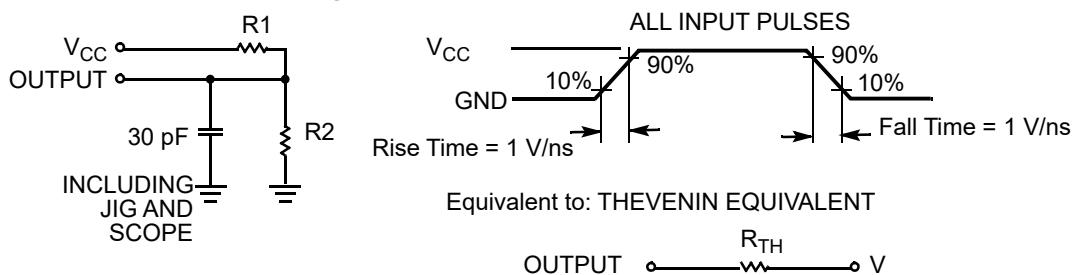 R1
V_CC
OUTPUT
30 pF
R2
INCLUDING
JIG AND
SCOPE
ALL INPUT PULSES
V_CC
GND
10%
90%
90%
10%
Rise Time = 1 V/ns
Fall Time = 1 V/ns
Equivalent to: THEVENIN EQUIVALENT
R_TH
OUTPUT
V